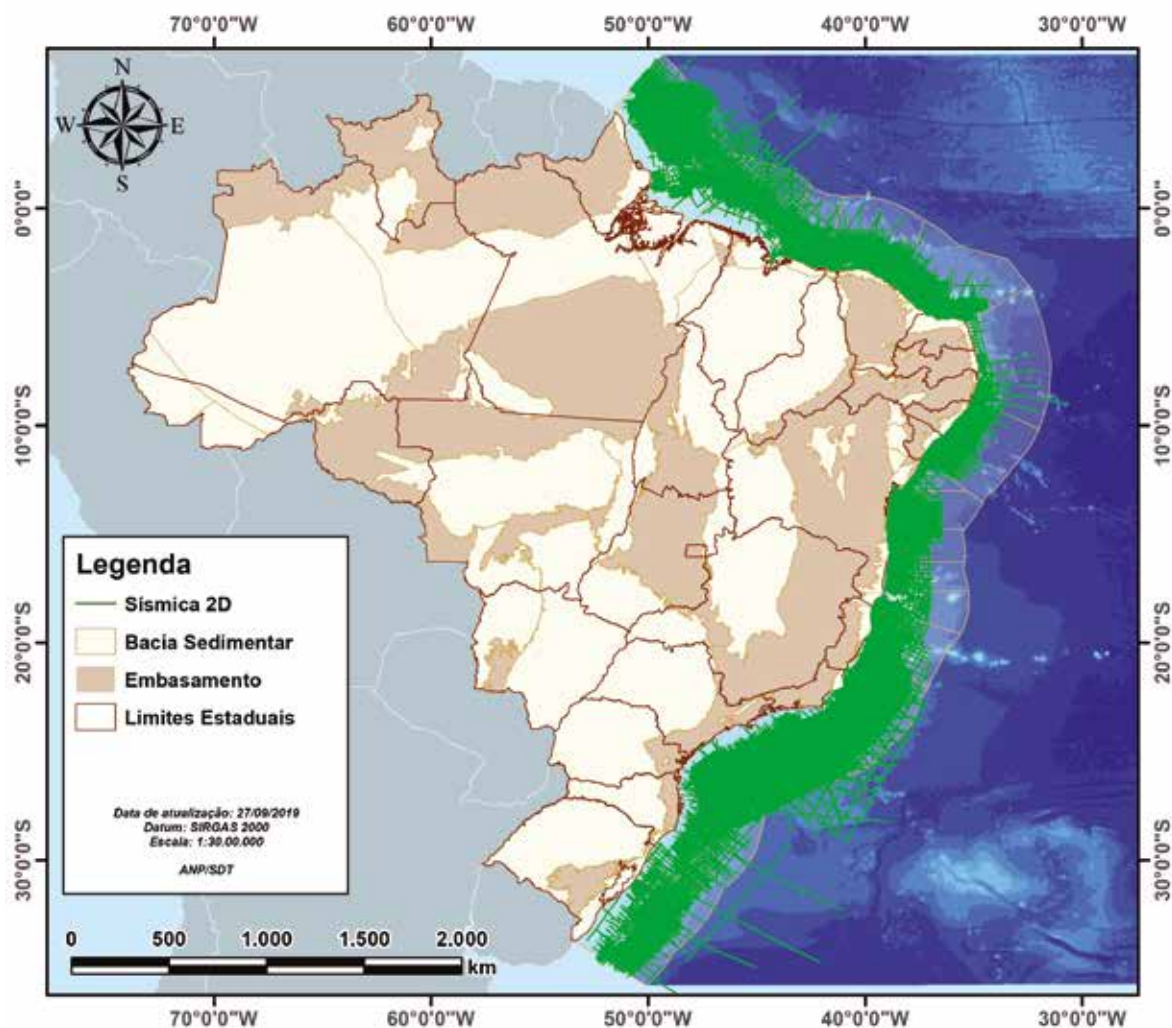 70°0'0"W 60°0'0"W 50°0'0"W 40°0'0"W 30°0'0"W
N
W E
S
0°0'0"
0°0'0"
10°0'0"S
10°0'0"S
20°0'0"S
20°0'0"S
30°0'0"S
30°0'0"S
Legenda
Sísmica 2D
Bacia Sedimentar
Embasamento
Limites Estaduais
Data de atualização: 27/09/2019
Datum: SIRGAS 2000
Escala: 1:30.00.000
ANP/SDT
0 500 1.000 1.500 2.000
km
70°0'0"W 60°0'0"W 50°0'0"W 40°0'0"W 30°0'0"W